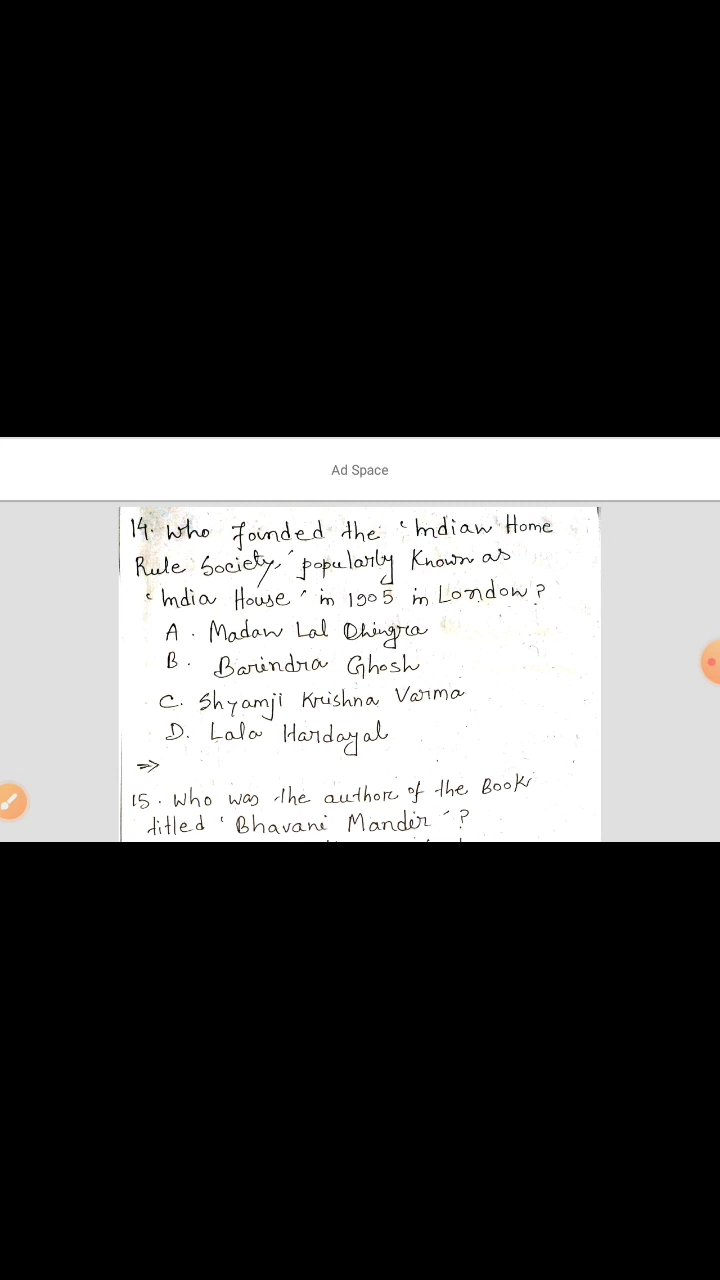 Ad Space
14. Who founded the ‘Indian Home
Rule Society,’ popularly Known as
‘India House’ in 1905 in London?
A. Madan Lal Dhingra
B. Barindra Ghosh
C. Shyamji Krishna Varma
D. Lala Hardayal
⇒
15. Who was the author of the Book
titled ‘Bhavani Mandir’?